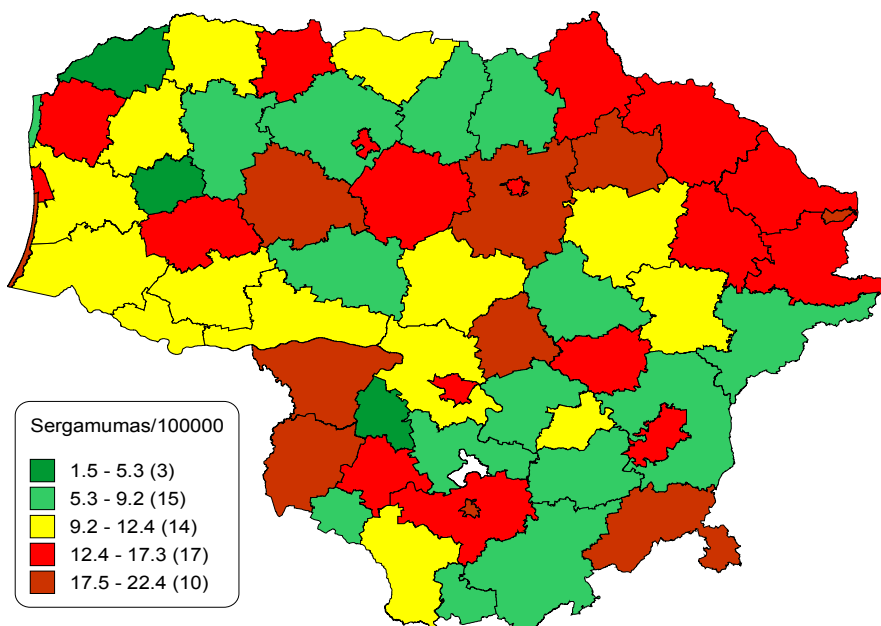 Sergamumas/100000
1.5 - 5.3 (3)
5.3 - 9.2 (15)
9.2 - 12.4 (14)
12.4 - 17.3 (17)
17.5 - 22.4 (10)